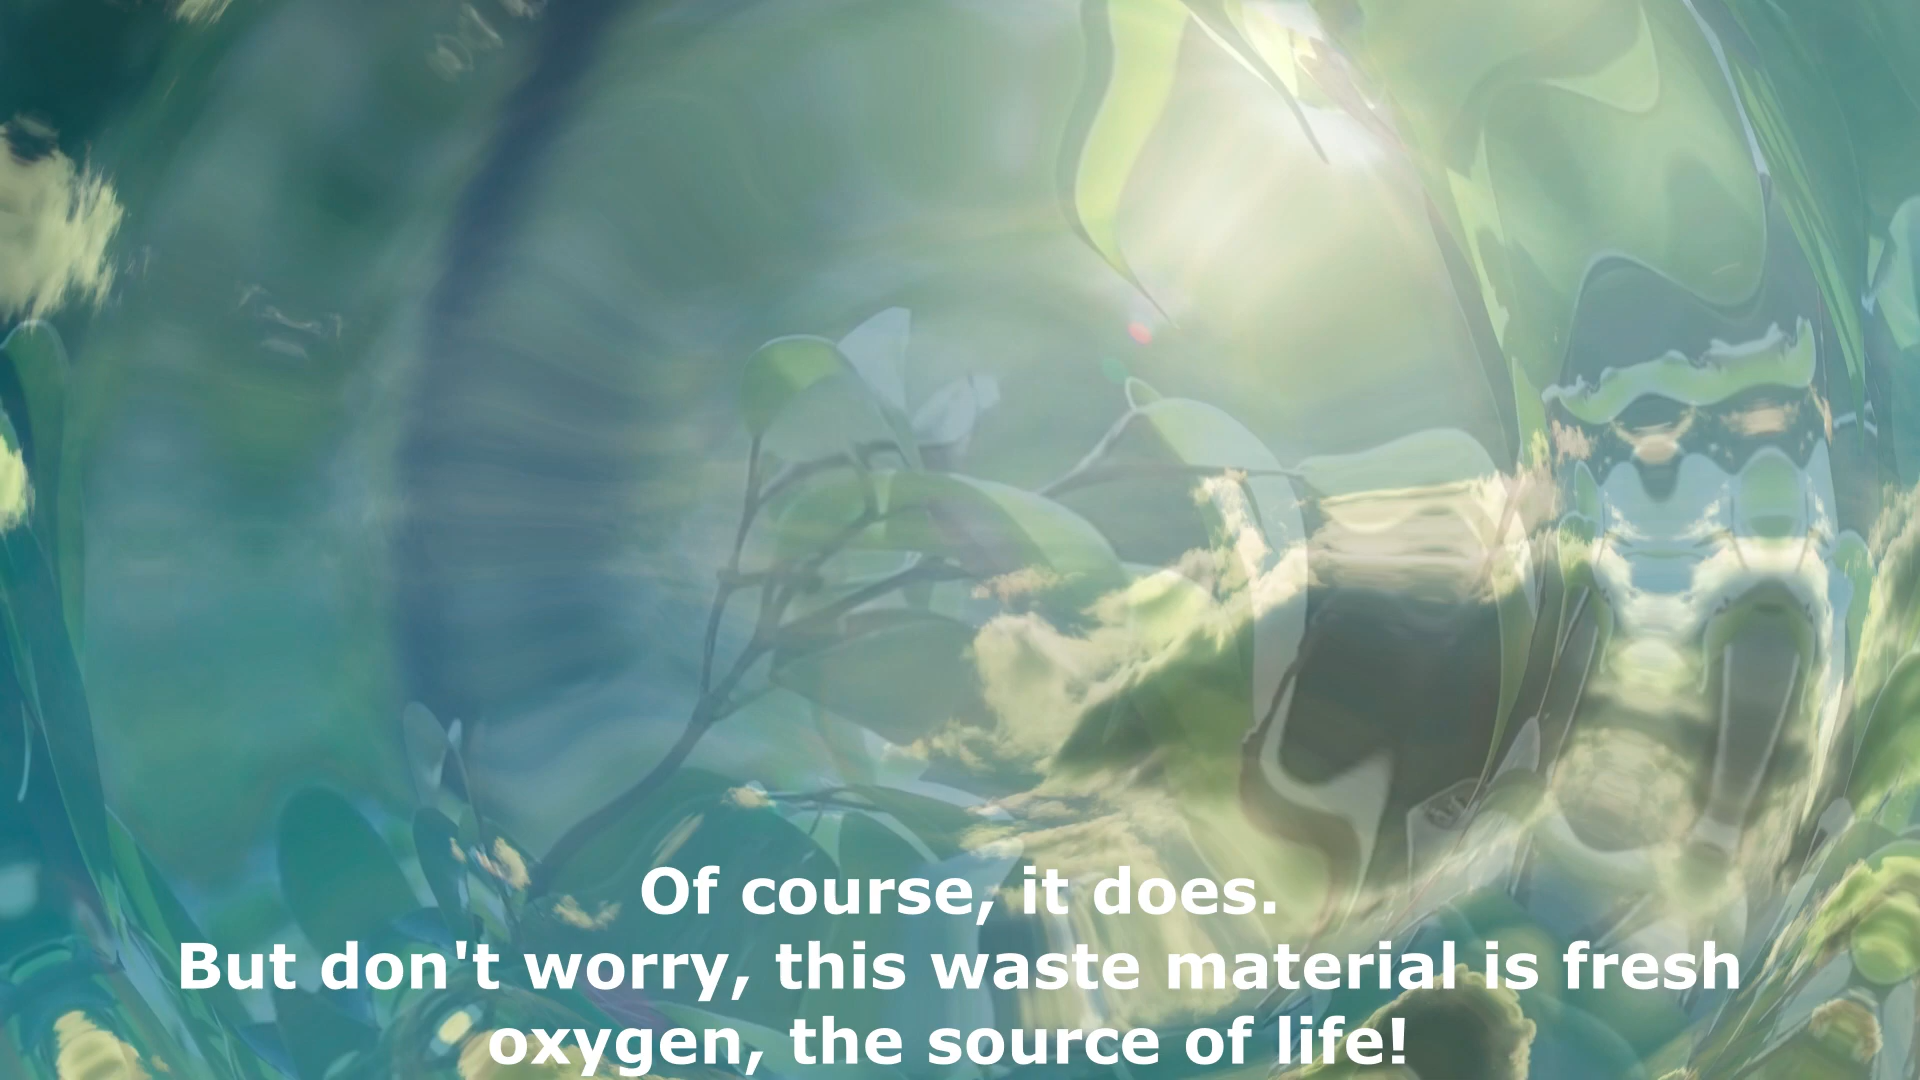 Of course, it does.
But don't worry, this waste material is fresh
oxygen, the source of life!